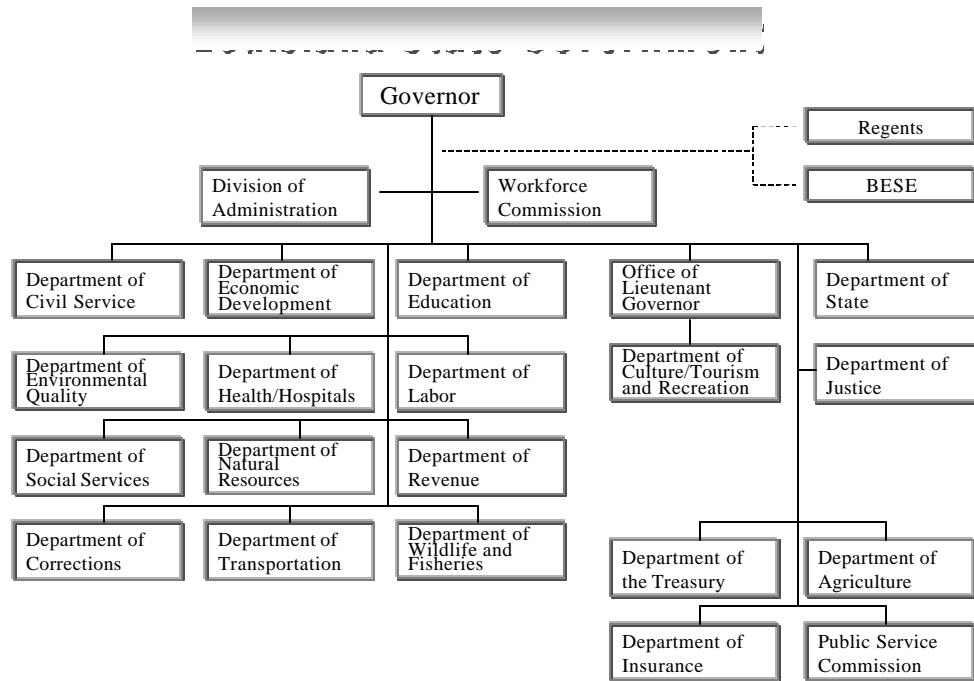 Governor
Regents
BESE
Division of
Administration
Workforce
Commission
Department of
Civil Service
Department of
Economic
Development
Department of
Education
Office of
Lieutenant
Governor
Department of
State
Department of
Environmental
Quality
Department of
Health/Hospitals
Department of
Labor
Department of
Culture/Tourism
and Recreation
Department of
Justice
Department of
Social Services
Department of
Natural
Resources
Department of
Revenue
Department of
Corrections
Department of
Transportation
Department of
Wildlife and
Fisheries
Department of
the Treasury
Department of
Agriculture
Department of
Insurance
Public Service
Commission